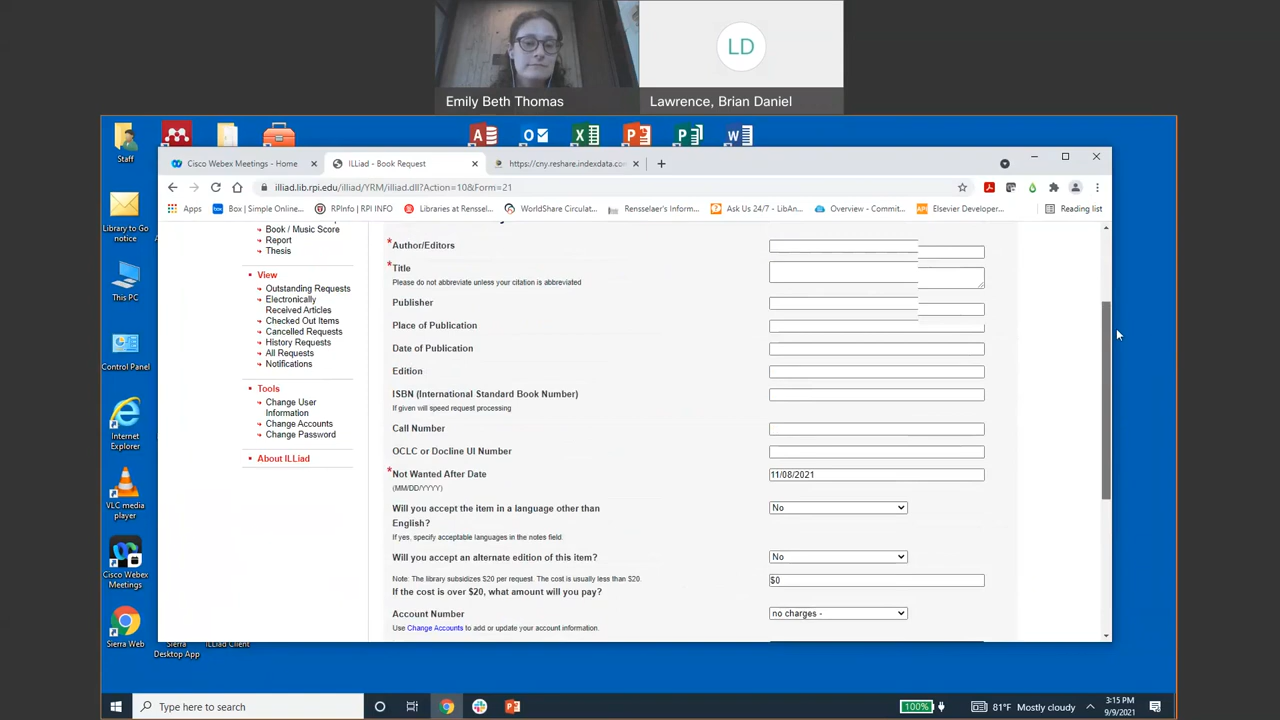 LD
Emily Beth Thomas
Lawrence, Brian Daniel
Staff
Library to Go
notice
This PC
Control Panel
Internet
Explorer
VLC media
player
Cisco Webex
Meetings
Sierra Web
Sierra
Desktop App
ILLiad Client
Cisco Webex Meetings - Home
ILLiad - Book Request
https://cny.reshare.indexdata.com
illiad.lib.rpi.edu/illiad/YRM/illiad.dll?Action=10&Form=21
Apps
Box | Simple Online...
RPInfo | RPI INFO
Libraries at Renssel...
WorldShare Circulat...
Rensselaer's Inform...
Ask Us 24/7 - LibAn...
Overview - Commit...
Elsevier Developer...
Reading list
Book / Music Score
Report
Thesis
View
Outstanding Requests
Electronically
Received Articles
Checked Out Items
Cancelled Requests
History Requests
All Requests
Notifications
Tools
Change User
Information
Change Accounts
Change Password
About ILLiad
*Author/Editors
*Title
Please do not abbreviate unless your citation is abbreviated
Publisher
Place of Publication
Date of Publication
Edition
ISBN (International Standard Book Number)
If given will speed request processing
Call Number
OCLC or Docline UI Number
*Not Wanted After Date
11/08/2021
(MM/DD/YYYY)
Will you accept the item in a language other than
English?
No
If yes, specify acceptable languages in the notes field.
Will you accept an alternate edition of this item?
No
Note: The library subsidizes $20 per request. The cost is usually less than $20.
If the cost is over $20, what amount will you pay?
$0
Account Number
no charges -
Use Change Accounts to add or update your account information.
Type here to search
100%
81°F Mostly cloudy
3:15 PM
9/9/2021